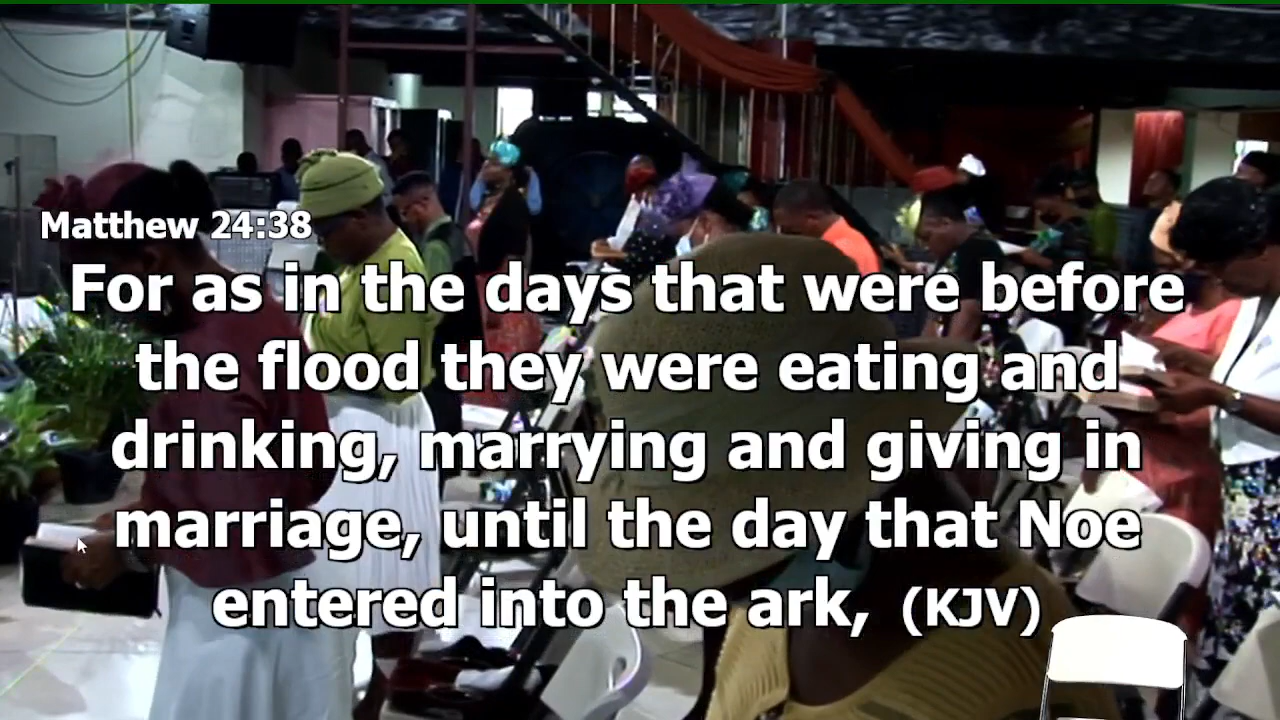 Matthew 24:38
For as in the days that were before
the flood they were eating and
drinking, marrying and giving in
marriage, until the day that Noe
entered into the ark, (KJV)